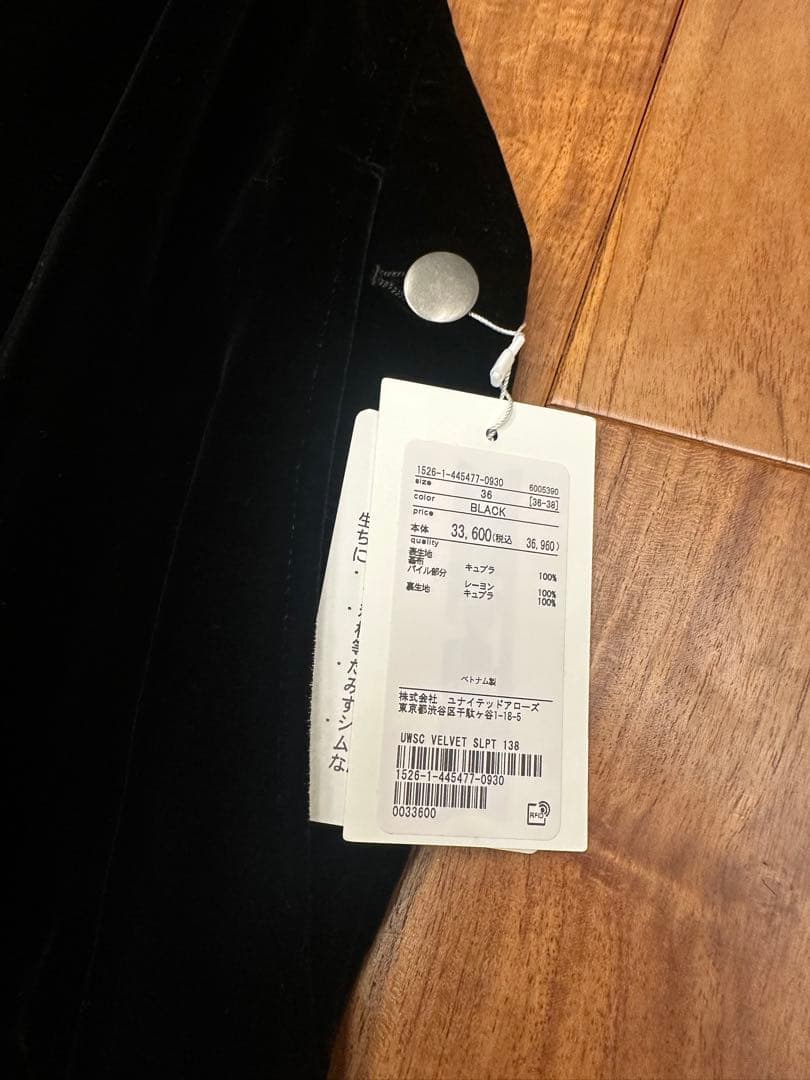 1526-1-445477-0930
6005390
size 36 [36-38]
color BLACK
price
本体 33,600(税込 36,960)
quality
表生地
基布 キュプラ 100%
パイル部分 レーヨン 100%
裏生地 キュプラ 100%
ベトナム製
株式会社 ユナイテッドアローズ
東京都渋谷区千駄ヶ谷1-18-5
UWSC VELVET SLPT 138
1526-1-445477-0930
0033600
RFID